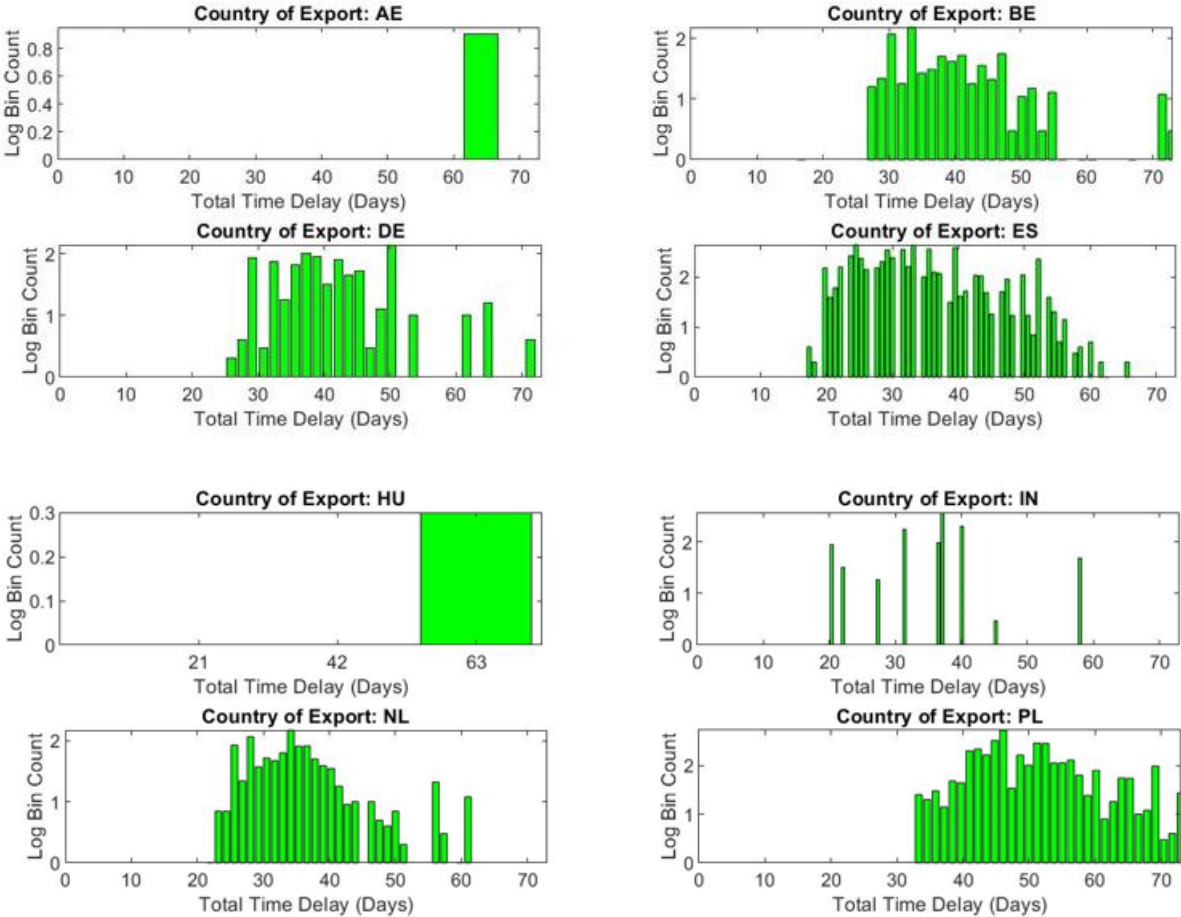 Country of Export: AE
Log Bin Count
0.8
0.6
0.4
0.2
0
0 10 20 30 40 50 60 70
Total Time Delay (Days)
Country of Export: BE
Log Bin Count
2
1
0
0 10 20 30 40 50 60 70
Total Time Delay (Days)
Country of Export: DE
Log Bin Count
2
1
0
0 10 20 30 40 50 60 70
Total Time Delay (Days)
Country of Export: ES
Log Bin Count
2
1
0
0 10 20 30 40 50 60 70
Total Time Delay (Days)
Country of Export: HU
Log Bin Count
0.3
0.2
0.1
0
21 42 63
Total Time Delay (Days)
Country of Export: IN
Log Bin Count
2
1
0
0 10 20 30 40 50 60 70
Total Time Delay (Days)
Country of Export: NL
Log Bin Count
2
1
0
0 10 20 30 40 50 60 70
Total Time Delay (Days)
Country of Export: PL
Log Bin Count
2
1
0
0 10 20 30 40 50 60 70
Total Time Delay (Days)